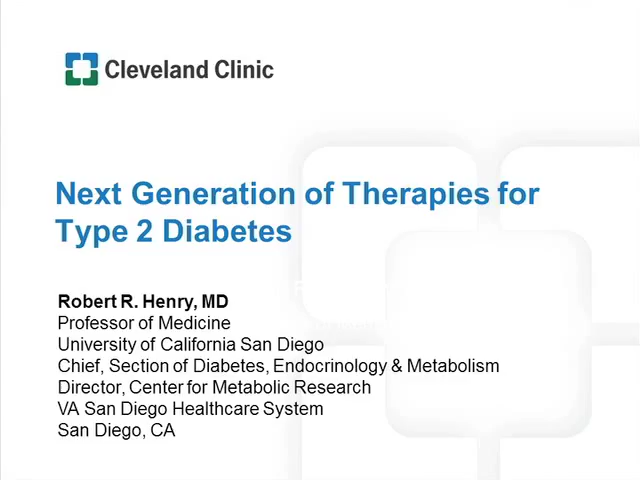 Cleveland Clinic
Next Generation of Therapies for
Type 2 Diabetes
Robert R. Henry, MD
Professor of Medicine
University of California San Diego
Chief, Section of Diabetes, Endocrinology & Metabolism
Director, Center for Metabolic Research
VA San Diego Healthcare System
San Diego, CA